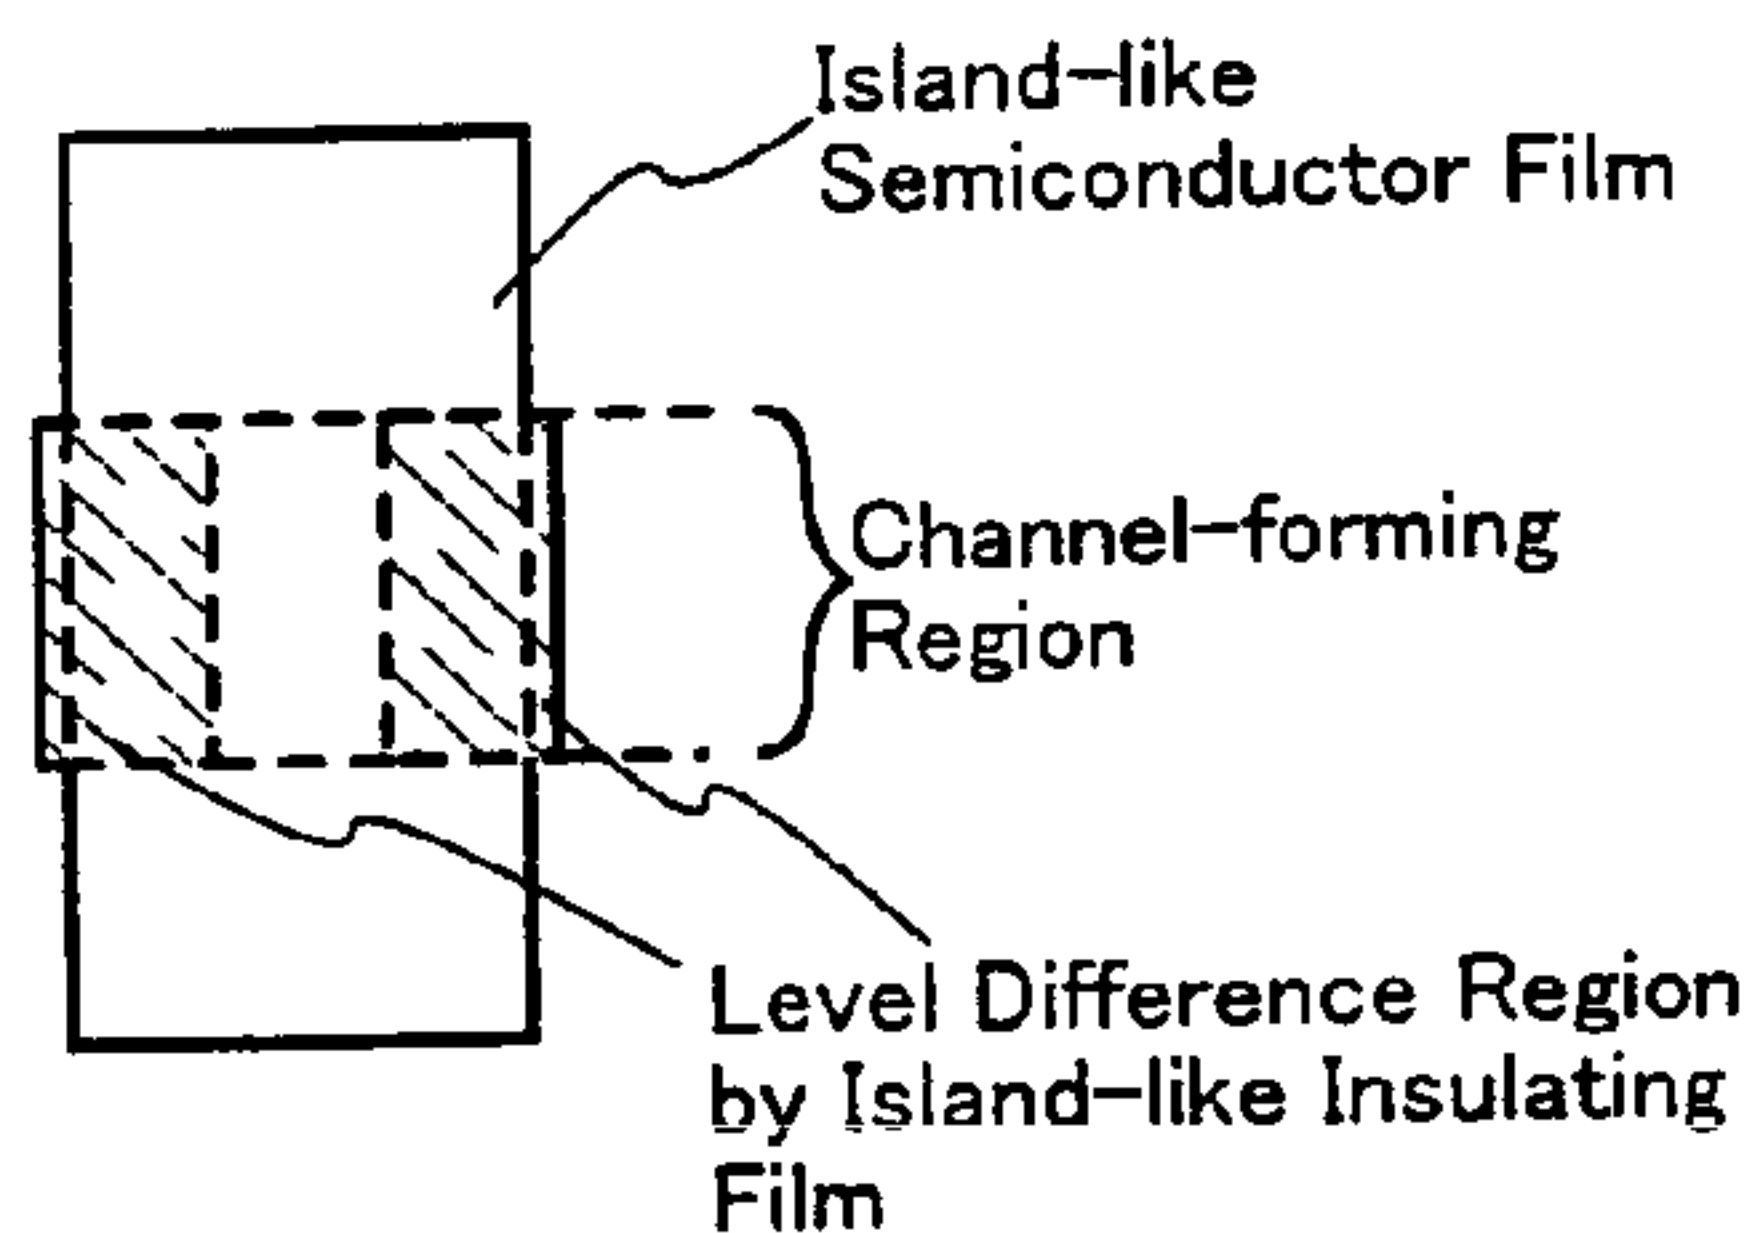 Island-like
Semiconductor Film
Channel-forming
Region
Level Difference Region
by Island-like Insulating
Film